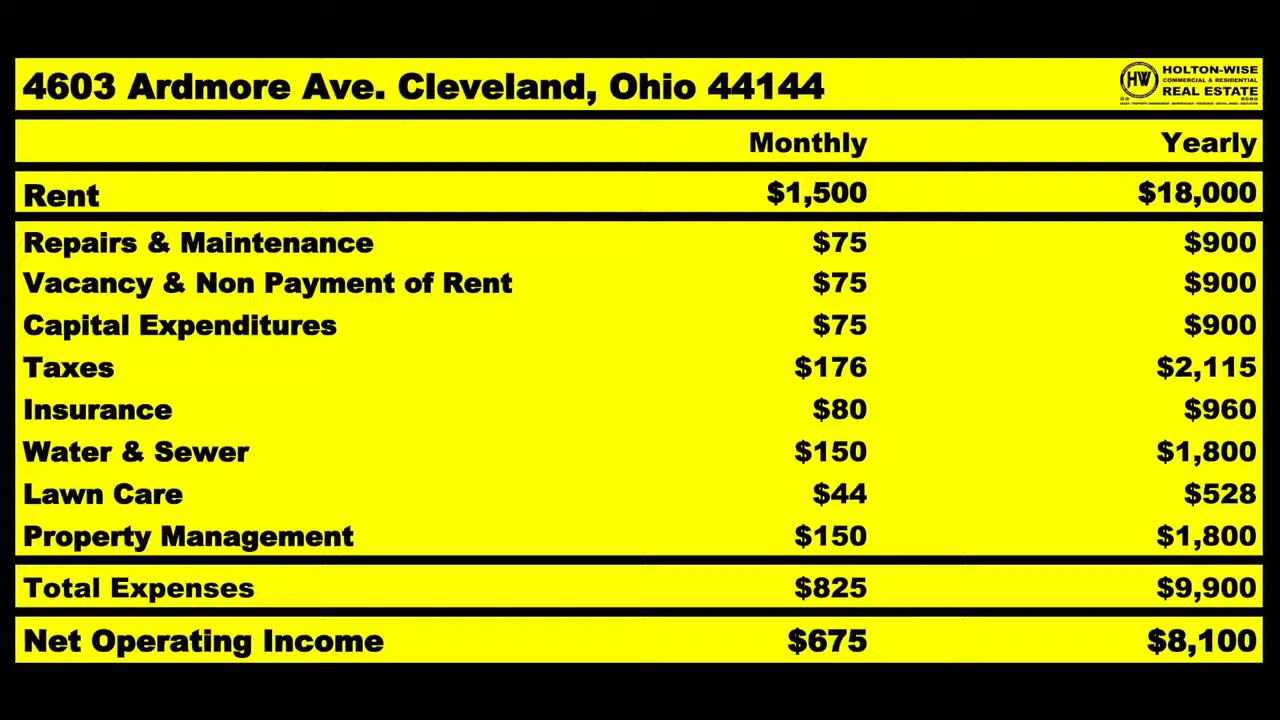 4603 Ardmore Ave. Cleveland, Ohio 44144
HOLTON-WISE
COMMERCIAL & RESIDENTIAL
REAL ESTATE
HW
Monthly Yearly
Rent $1,500 $18,000
Repairs & Maintenance $75 $900
Vacancy & Non Payment of Rent $75 $900
Capital Expenditures $75 $900
Taxes $176 $2,115
Insurance $80 $960
Water & Sewer $150 $1,800
Lawn Care $44 $528
Property Management $150 $1,800
Total Expenses $825 $9,900
Net Operating Income $675 $8,100